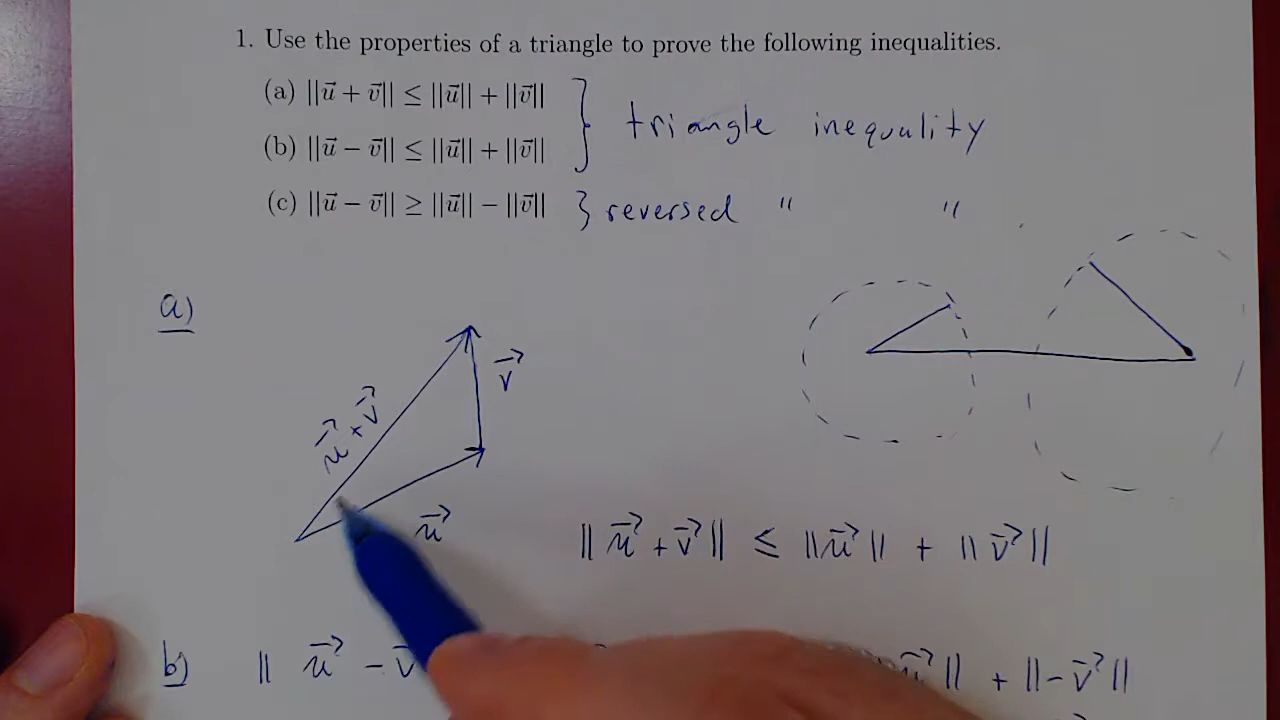 1. Use the properties of a triangle to prove the following inequalities.
(a) ||u⃗ + v⃗|| ≤ ||u⃗|| + ||v⃗|| } triangle inequality
(b) ||u⃗ − v⃗|| ≤ ||u⃗|| + ||v⃗||
(c) ||u⃗ − v⃗|| ≥ ||u⃗|| − ||v⃗|| } reversed " "
a)
v⃗
u⃗ + v⃗
u⃗
||u⃗ + v⃗|| ≤ ||u⃗|| + ||v⃗||
b) || u⃗ − v⃗ u⃗|| + ||−v⃗||